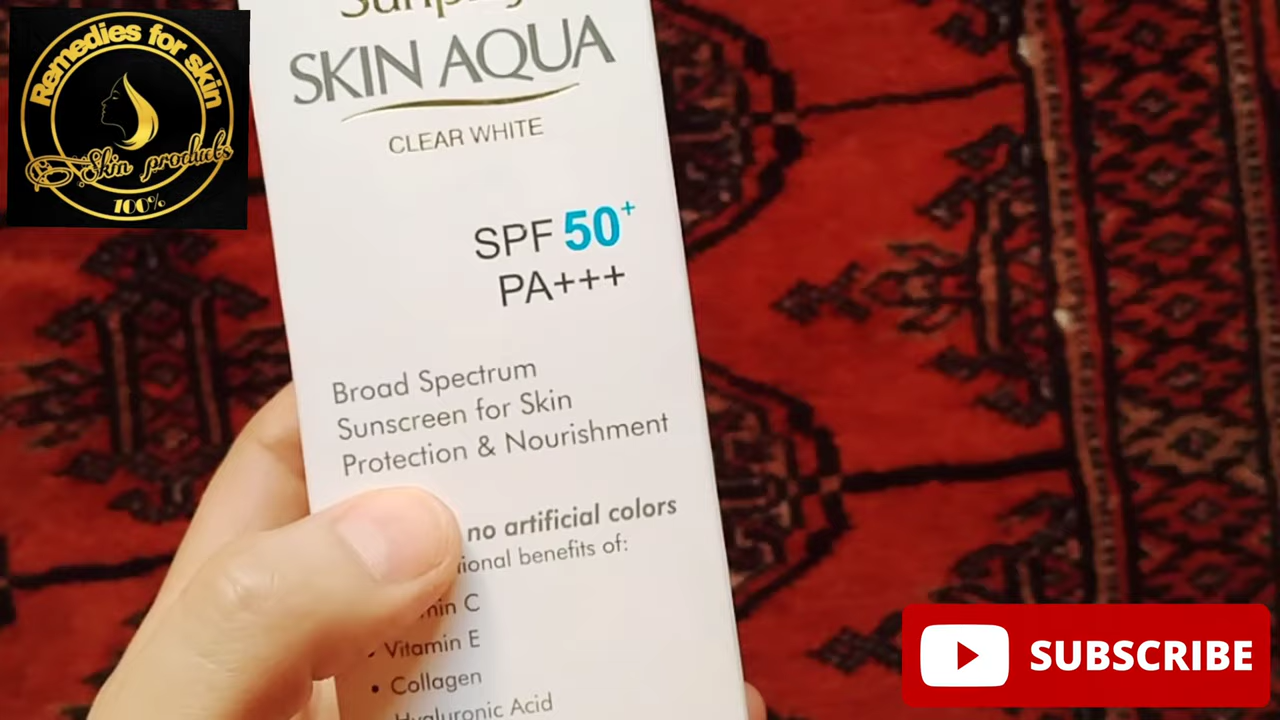 Remedies for skin
Skin products
100%
SKIN AQUA
CLEAR WHITE
SPF 50+
PA+++
Broad Spectrum
Sunscreen for Skin
Protection & Nourishment
no artificial colors
benefits of:
C
• Vitamin E
• Collagen
Hyaluronic Acid
SUBSCRIBE